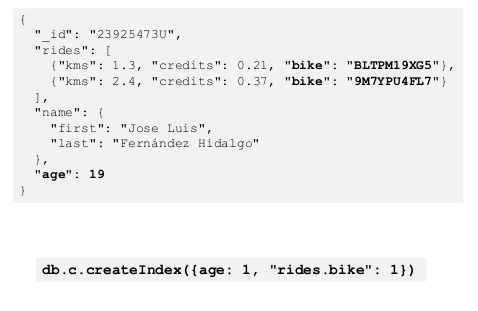 {
"_id": "23925473U",
"rides": [
{"kms": 1.3, "credits": 0.21, "bike": "BLTPM19XG5"},
{"kms": 2.4, "credits": 0.37, "bike": "9M7YPU4FL7"}
],
"name": {
"first": "Jose Luis",
"last": "Fernández Hidalgo"
},
"age": 19
}
db.c.createIndex({age: 1, "rides.bike": 1})